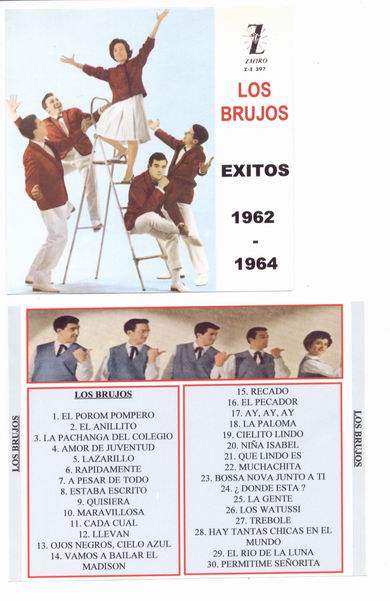 ZAFIRO
Z-E 397
LOS
BRUJOS
EXITOS
1962
-
1964
LOS BRUJOS
LOS BRUJOS
1. EL POROM POMPERO
2. EL ANILLITO
3. LA PACHANGA DEL COLEGIO
4. AMOR DE JUVENTUD
5. LAZARILLO
6. RAPIDAMENTE
7. A PESAR DE TODO
8. ESTABA ESCRITO
9. QUISIERA
10. MARAVILLOSA
11. CADA CUAL
12. LLEVAN
13. OJOS NEGROS, CIELO AZUL
14. VAMOS A BAILAR EL
MADISON
15. RECADO
16. EL PECADOR
17. AY, AY, AY
18. LA PALOMA
19. CIELITO LINDO
20. NIÑA ISABEL
21. QUE LINDO ES
22. MUCHACHITA
23. BOSSA NOVA JUNTO A TI
24. ¿ DONDE ESTA ?
25. LA GENTE
26. LOS WATUSSI
27. TREBOLE
28. HAY TANTAS CHICAS EN EL
MUNDO
29. EL RIO DE LA LUNA
30. PERMITIME SEÑORITA
LOS BRUJOS